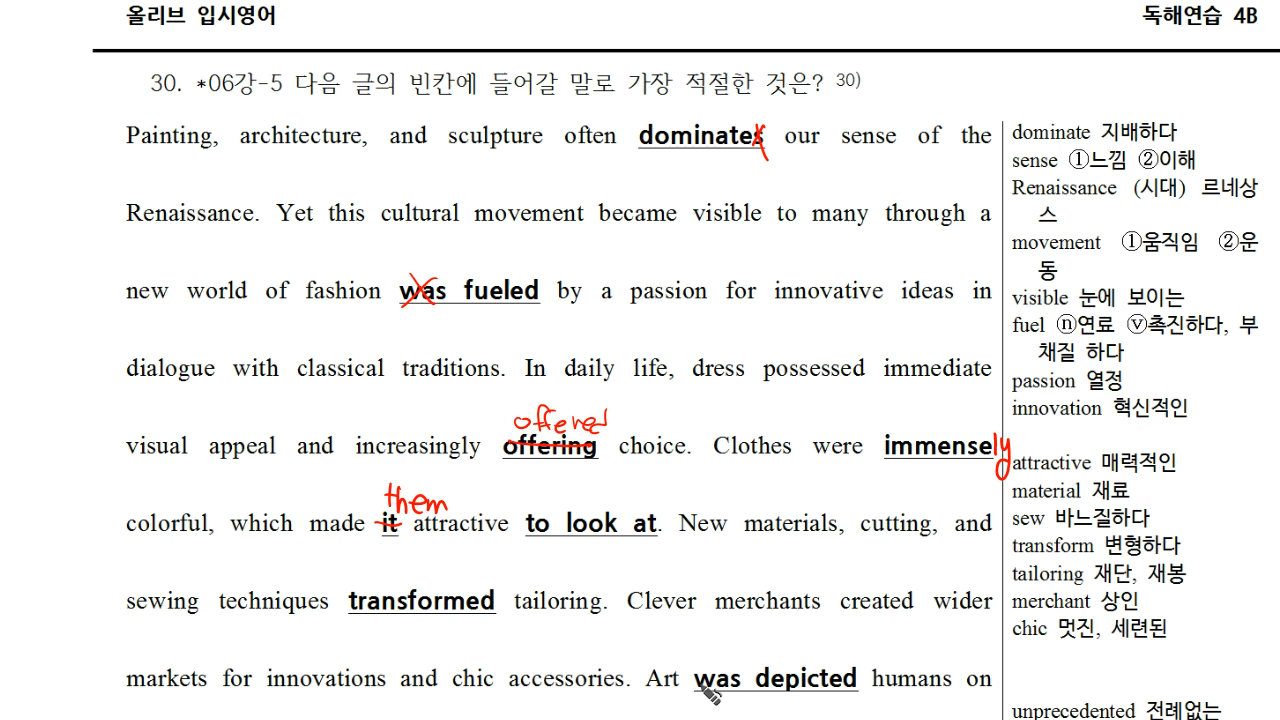 올리브 입시영어 독해연습 4B
30. *06강-5 다음 글의 빈칸에 들어갈 말로 가장 적절한 것은? 30)
Painting, architecture, and sculpture often dominates our sense of the
Renaissance. Yet this cultural movement became visible to many through a
new world of fashion was fueled by a passion for innovative ideas in
dialogue with classical traditions. In daily life, dress possessed immediate
offered
visual appeal and increasingly offering choice. Clothes were immensely
them
colorful, which made it attractive to look at. New materials, cutting, and
sewing techniques transformed tailoring. Clever merchants created wider
markets for innovations and chic accessories. Art was depicted humans on
dominate 지배하다
sense ①느낌 ②이해
Renaissance (시대) 르네상
스
movement ①움직임 ②운
동
visible 눈에 보이는
fuel ⓝ연료 ⓥ촉진하다, 부
채질 하다
passion 열정
innovation 혁신적인
attractive 매력적인
material 재료
sew 바느질하다
transform 변형하다
tailoring 재단, 재봉
merchant 상인
chic 멋진, 세련된
unprecedented 전례없는